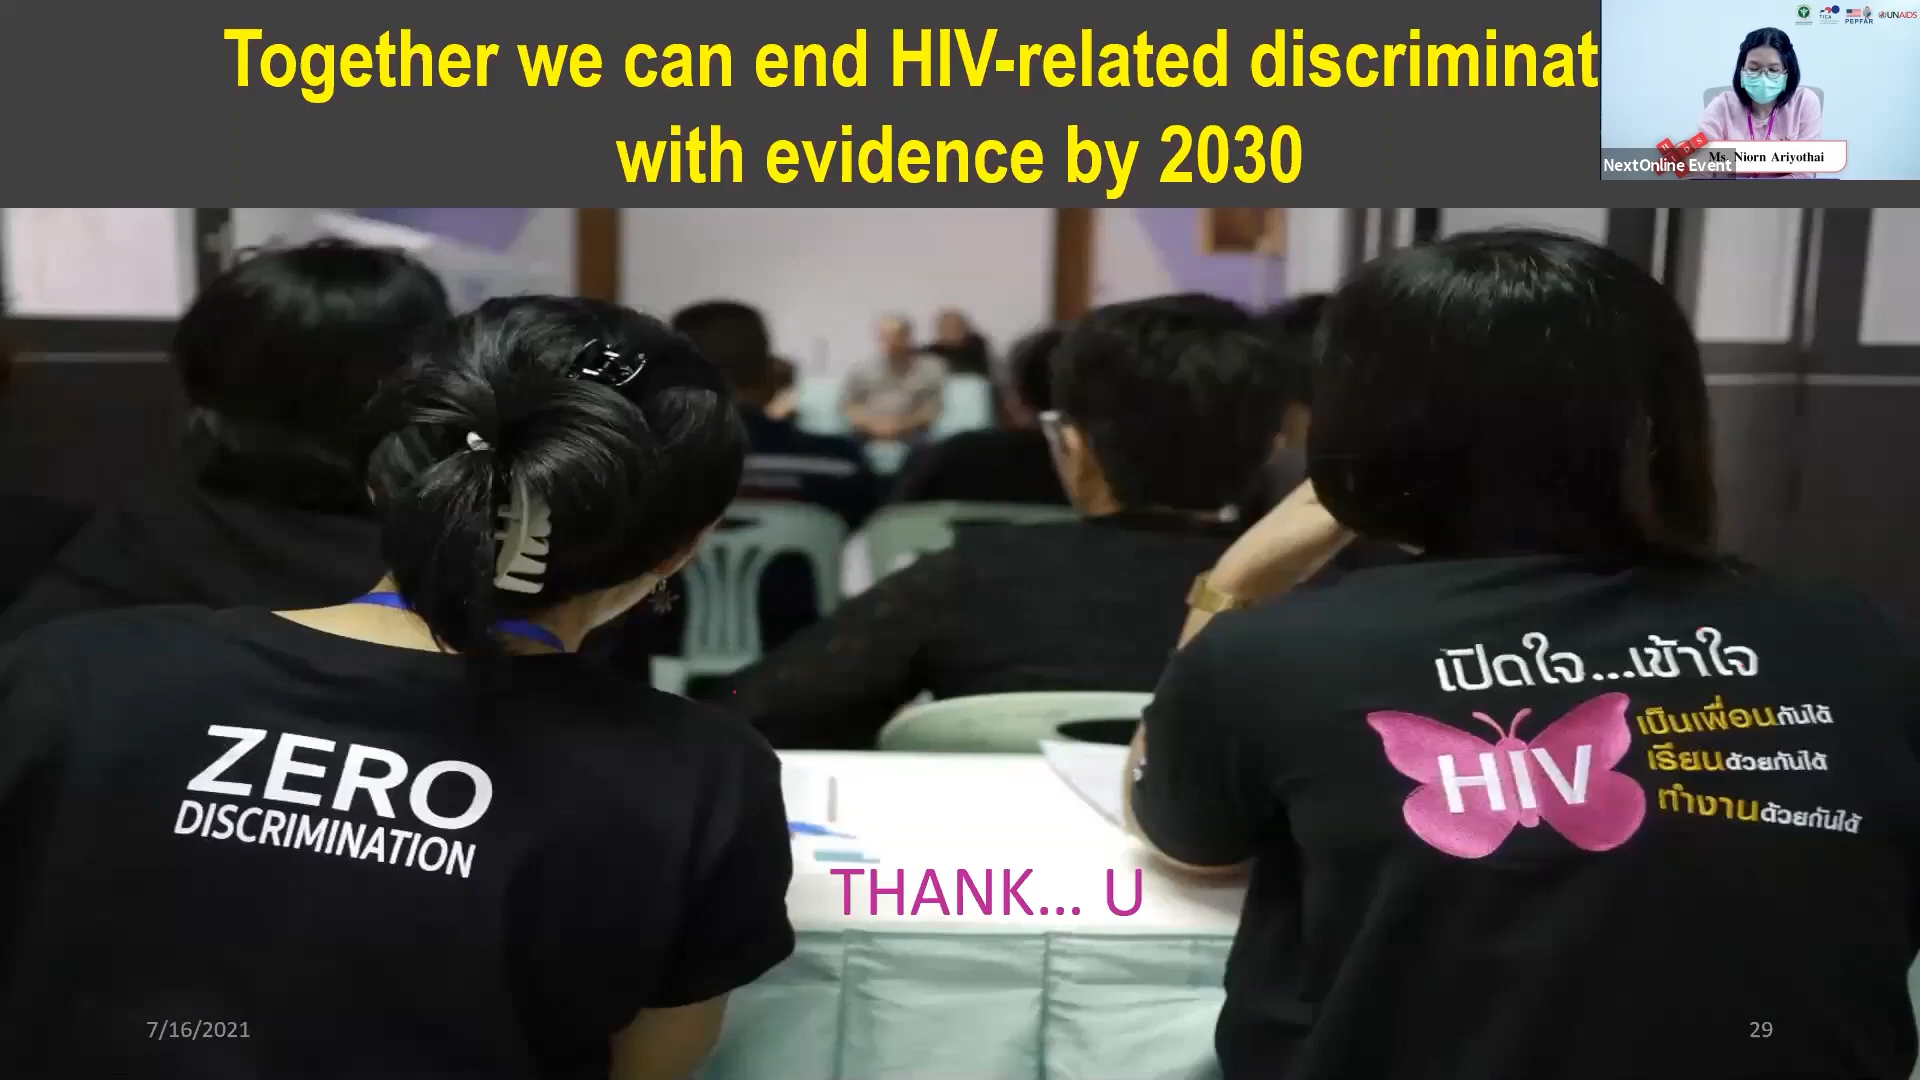 Together we can end HIV-related discriminat
with evidence by 2030
TICA
PEPFAR
UNAIDS
Ms. Niorn Ariyothai
NextOnline Event
ZERO
DISCRIMINATION
เปิดใจ...เข้าใจ
HIV
เป็นเพื่อนกันได้
เรียนด้วยกันได้
ทำงานด้วยกันได้
THANK... U
7/16/2021
29